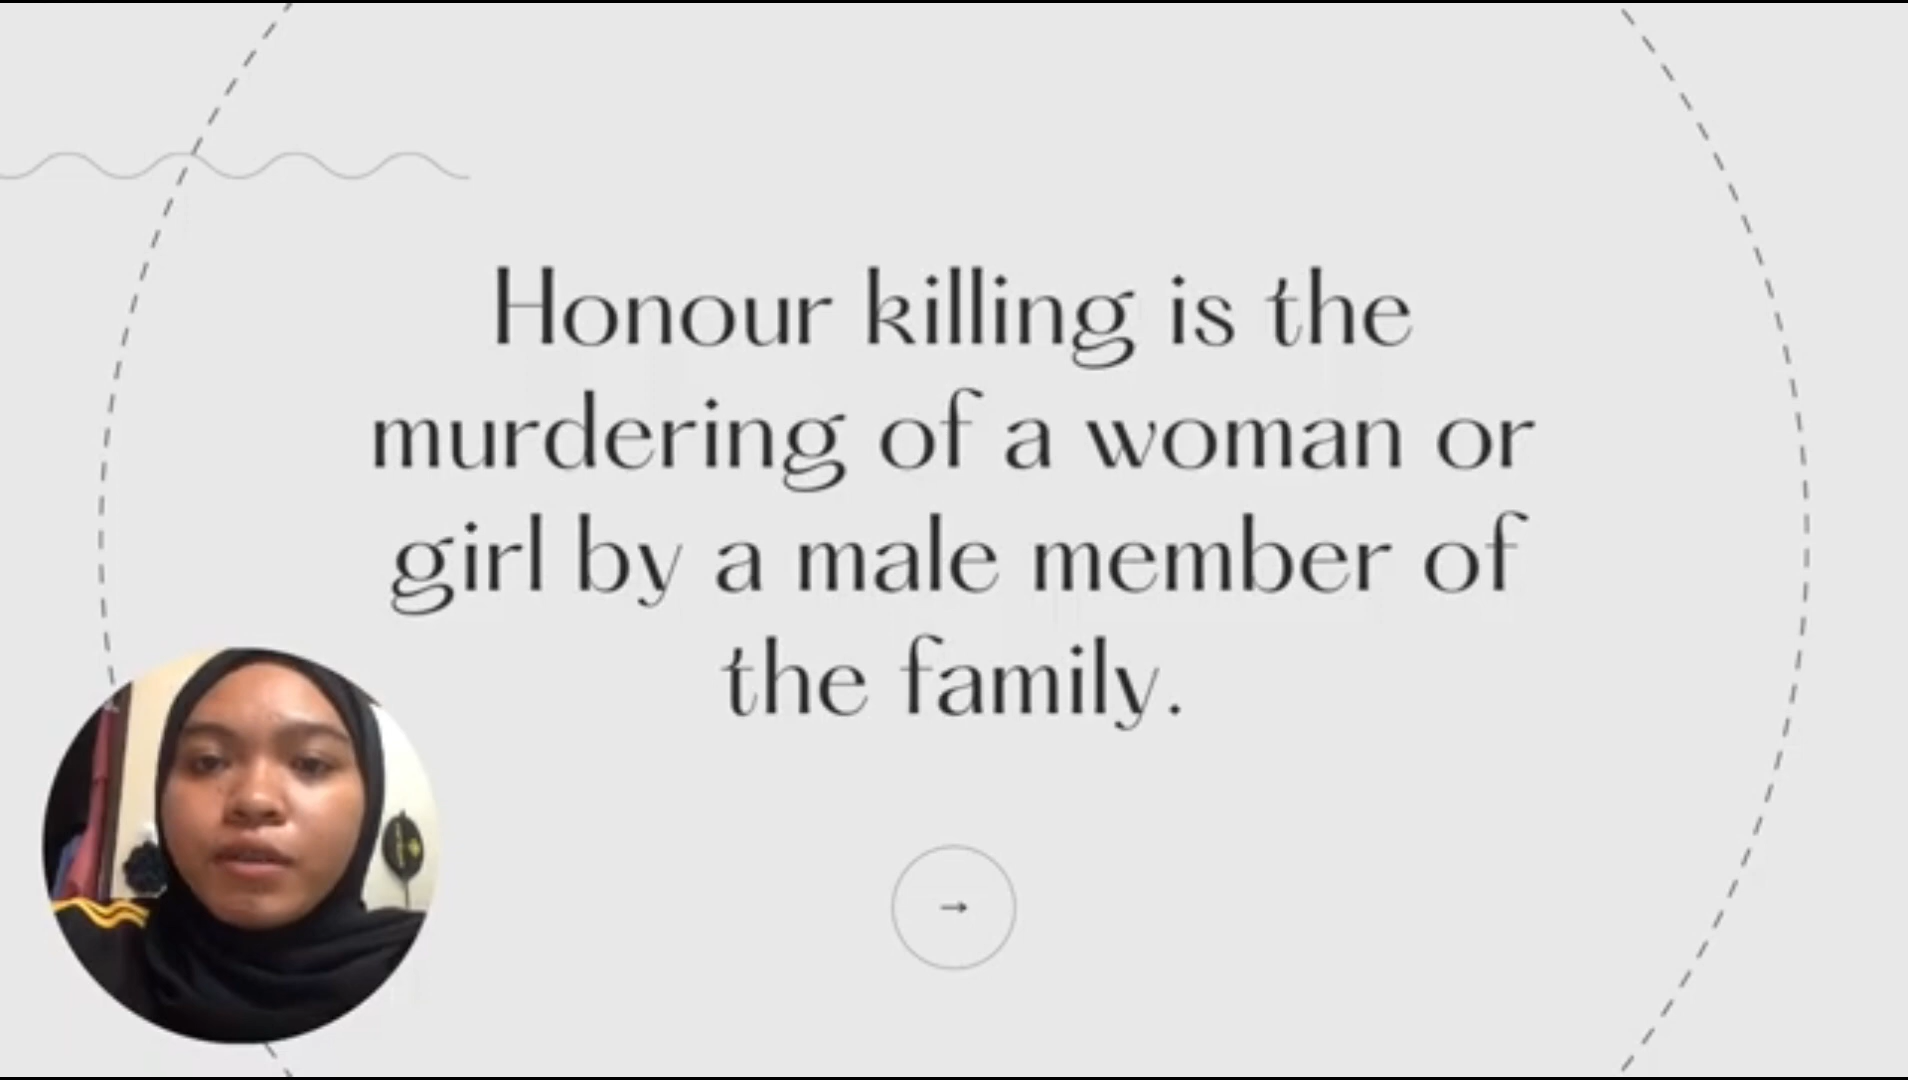 Honour killing is the
murdering of a woman or
girl by a male member of
the family.